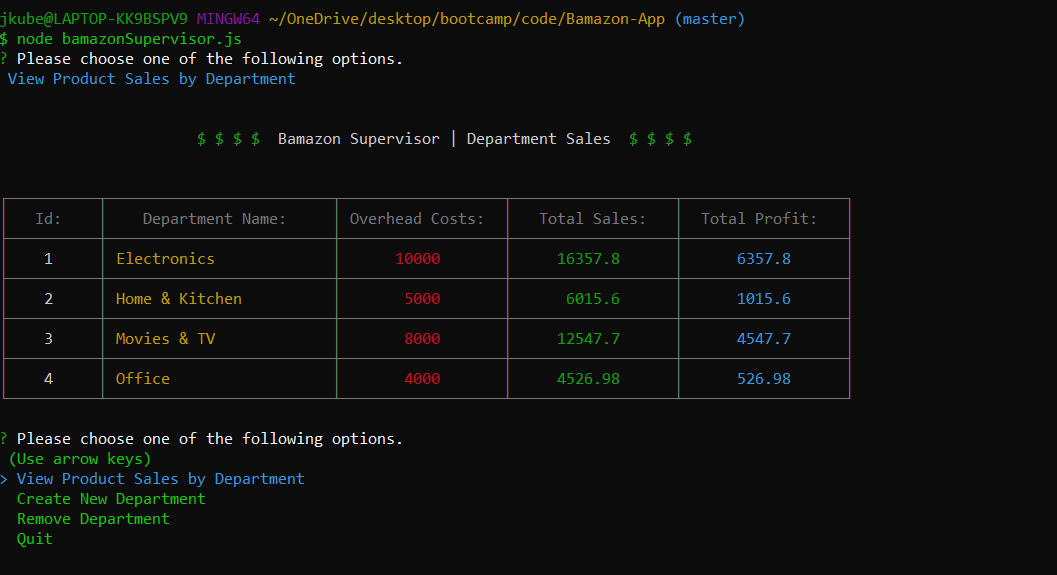 jkube@LAPTOP-KK9BSPV9 MINGW64 ~/OneDrive/desktop/bootcamp/code/Bamazon-App (master)
$ node bamazonSupervisor.js
? Please choose one of the following options.
View Product Sales by Department
$ $ $ $ Bamazon Supervisor | Department Sales $ $ $ $
Id: Department Name: Overhead Costs: Total Sales: Total Profit:
1 Electronics 10000 16357.8 6357.8
2 Home & Kitchen 5000 6015.6 1015.6
3 Movies & TV 8000 12547.7 4547.7
4 Office 4000 4526.98 526.98
? Please choose one of the following options.
(Use arrow keys)
> View Product Sales by Department
Create New Department
Remove Department
Quit